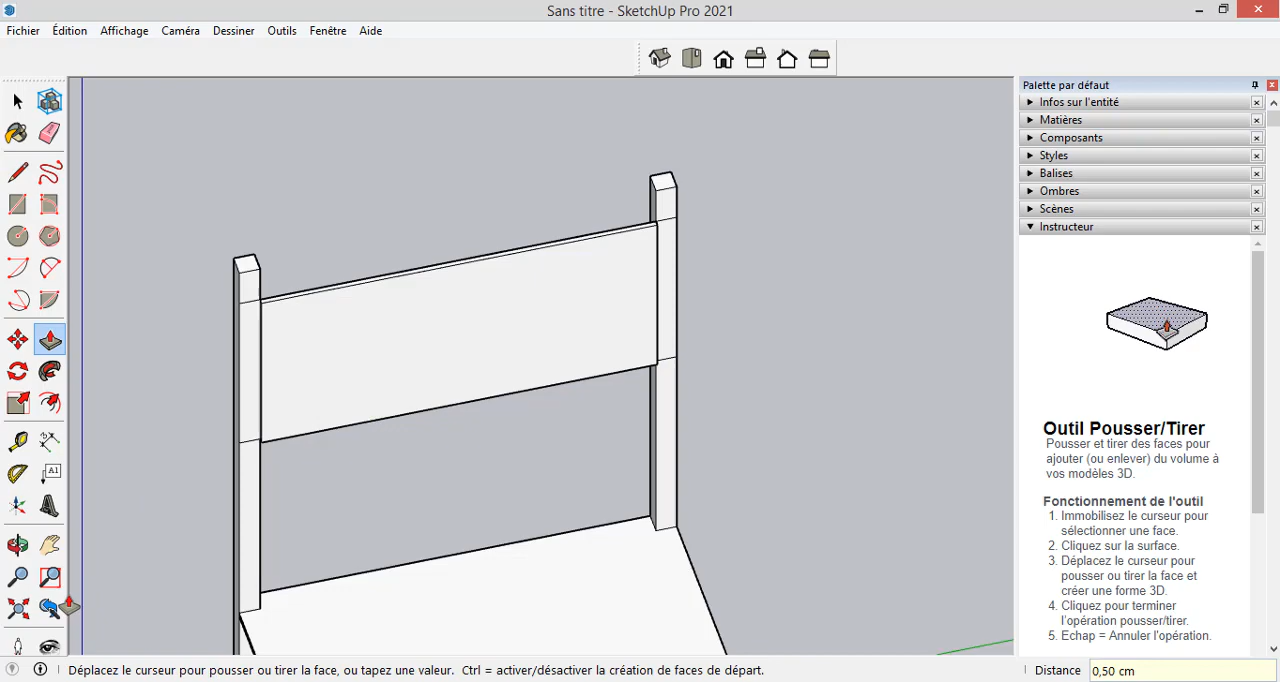 Sans titre - SketchUp Pro 2021
Fichier Édition Affichage Caméra Dessiner Outils Fenêtre Aide
Palette par défaut
Infos sur l'entité
Matières
Composants
Styles
Balises
Ombres
Scènes
Instructeur
A1
Outil Pousser/Tirer
Pousser et tirer des faces pour
ajouter (ou enlever) du volume à
vos modèles 3D.
Fonctionnement de l'outil
1. Immobilisez le curseur pour
sélectionner une face.
2. Cliquez sur la surface.
3. Déplacez le curseur pour
pousser ou tirer la face et
créer une forme 3D.
4. Cliquez pour terminer
l'opération pousser/tirer.
5. Echap = Annuler l'opération.
Déplacez le curseur pour pousser ou tirer la face, ou tapez une valeur. Ctrl = activer/désactiver la création de faces de départ.
Distance 0,50 cm